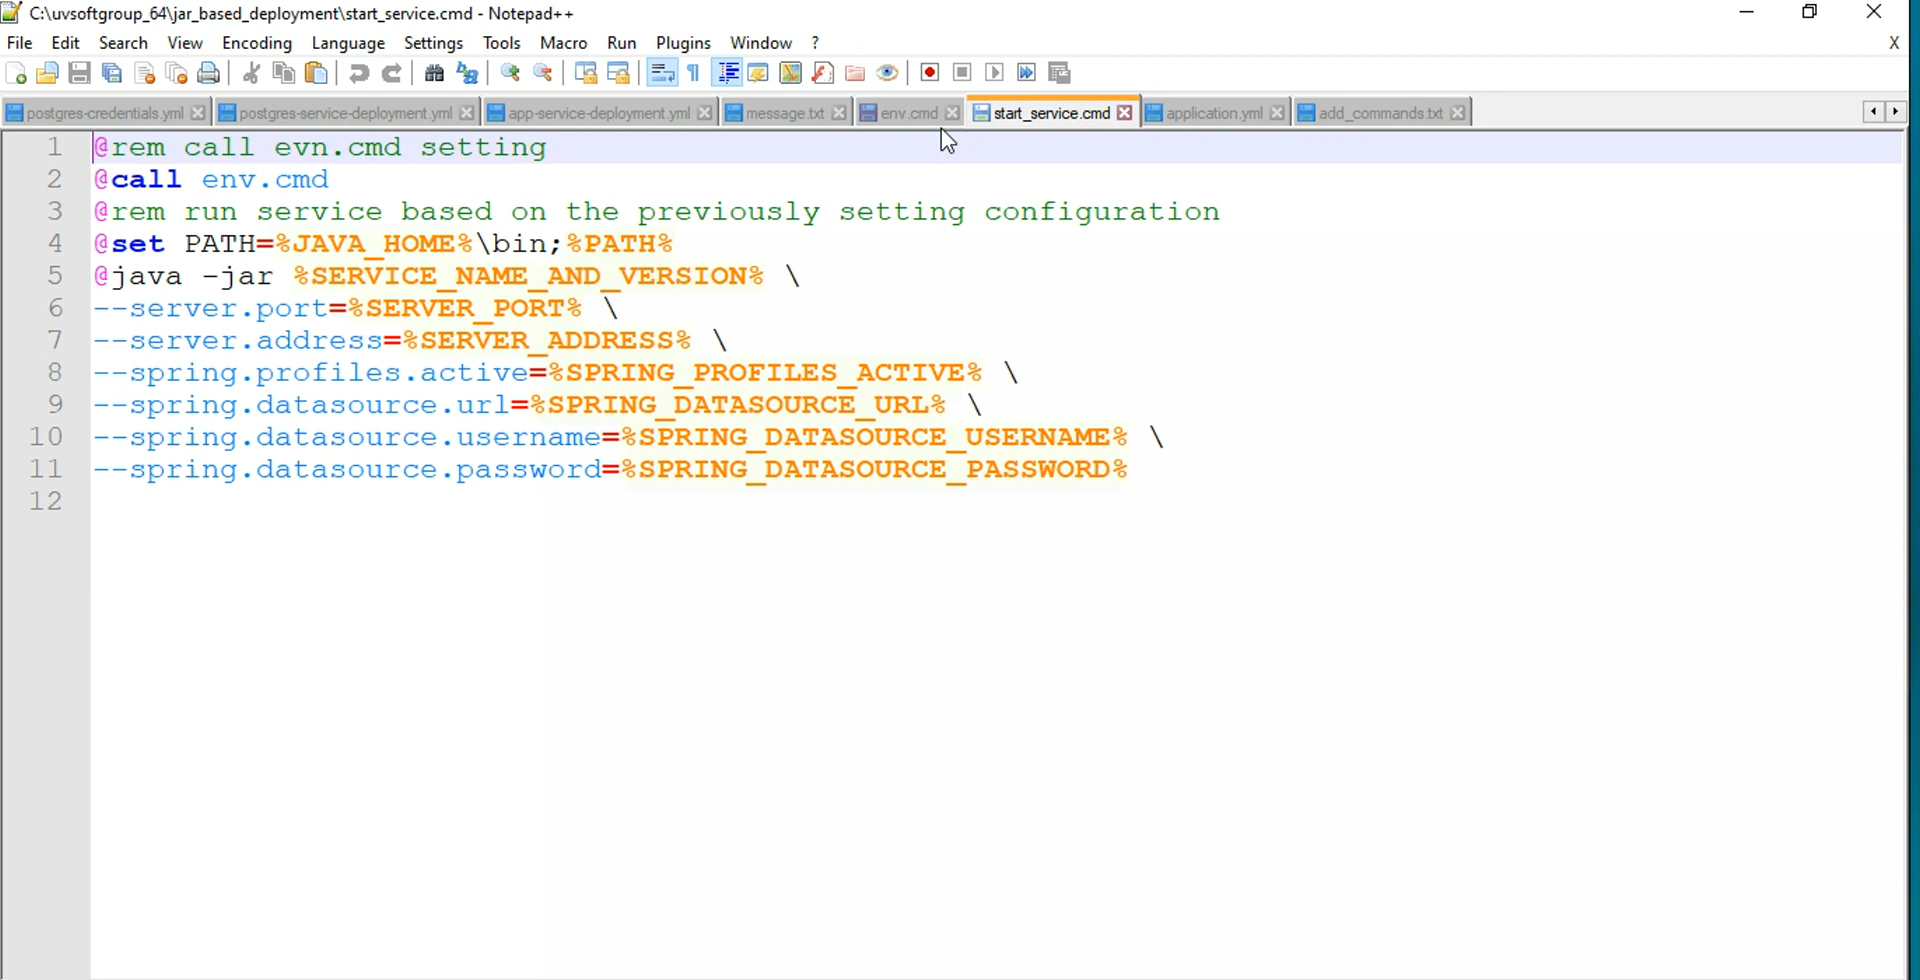 C:\uvsoftgroup_64\jar_based_deployment\start_service.cmd - Notepad++
File Edit Search View Encoding Language Settings Tools Macro Run Plugins Window ? X
postgres-credentials.yml postgres-service-deployment.yml app-service-deployment.yml message.txt env.cmd start_service.cmd application.yml add_commands.txt
1 @rem call evn.cmd setting
2 @call env.cmd
3 @rem run service based on the previously setting configuration
4 @set PATH=%JAVA_HOME%\bin;%PATH%
5 @java -jar %SERVICE_NAME_AND_VERSION% \
6 --server.port=%SERVER_PORT% \
7 --server.address=%SERVER_ADDRESS% \
8 --spring.profiles.active=%SPRING_PROFILES_ACTIVE% \
9 --spring.datasource.url=%SPRING_DATASOURCE_URL% \
10 --spring.datasource.username=%SPRING_DATASOURCE_USERNAME% \
11 --spring.datasource.password=%SPRING_DATASOURCE_PASSWORD%
12